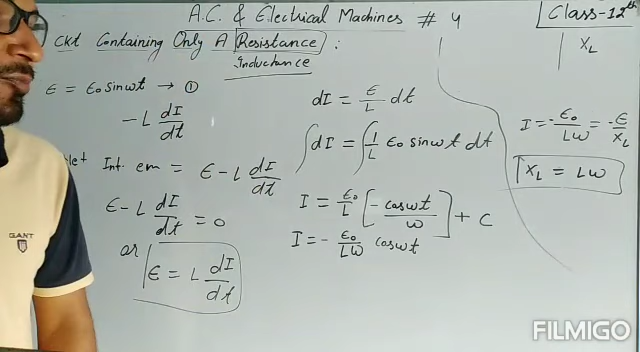 A.C. & Electrical Machines # 4
Class-12th
Ckt Containing Only A Resistance :
Inductance
ϵ = ϵ₀ sinωt → ①
- L dI/dt
Int. em = ϵ - L dI/dt
ϵ - L dI/dt = 0
or ϵ = L dI/dt
dI = ϵ/L dt
∫dI = ∫1/L ϵ₀ sinωt dt
I = ϵ₀/L [-cosωt/ω] + C
I = - ϵ₀/Lω cosωt
X_L
I = -ϵ₀/Lω = -ϵ/X_L
X_L = Lω
GANT
FILMIGO